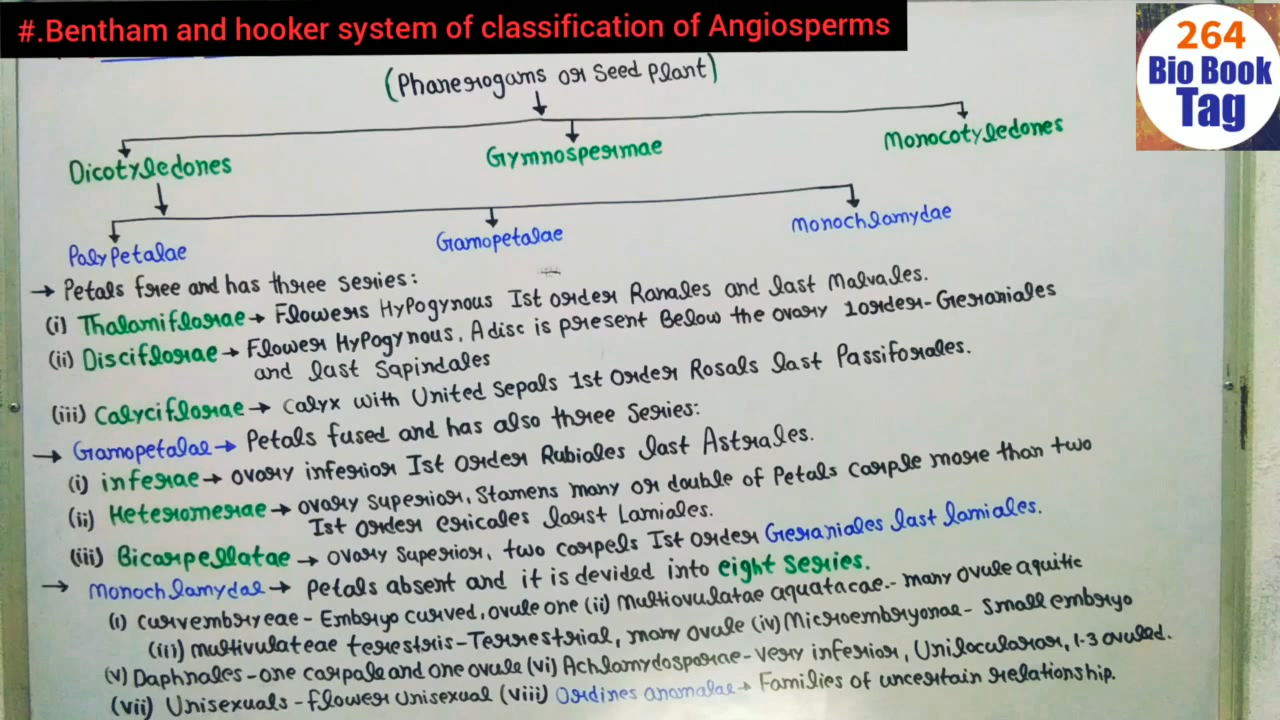 #.Bentham and hooker system of classification of Angiosperms
264
Bio Book
Tag
(Phanerogams or Seed Plant)
Dicotyledones
Gymnospermae
Monocotyledones
Polypetalae
Gamopetalae
Monochlamydae
→ Petals free and has three series:
(i) Thalamiflorae → Flowers Hypogynous Ist order Ranales and last Malvales.
(ii) Disciflorae → Flower Hypogynous, A disc is present Below the ovary 1order-Geraniales
and last Sapindales
(iii) Calyciflorae → Calyx with United Sepals 1st Order Rosals last Passiforales.
→ Gamopetalae → Petals fused and has also three Series:
(i) inferae → ovary inferior Ist Order Rubiales last Astrales.
(ii) Heteromerae → ovary superior, Stamens many or double of Petals carple more than two
Ist order ericales last Lamiales.
(iii) Bicarpellatae → ovary superior, two carpels Ist Order Geraniales last lamiales.
→ Monochlamydae → Petals absent and it is devided into eight Series.
(i) Curvembryeae - Embryo curved, ovule one (ii) Multiovulatae aquatacae.- many ovule aquitic
(iii) multivulateae terestris-Terrestrial, many ovule (iv) Microembryonae- Small embryo
(v) Daphnales-one carpale and one ovule (vi) Achlamydosporae-very inferior, Unilocularar, 1-3 ovuled.
(vii) Unisexuals-flower Unisexual (viii) Ordines anamalae → Families of uncertain relationship.